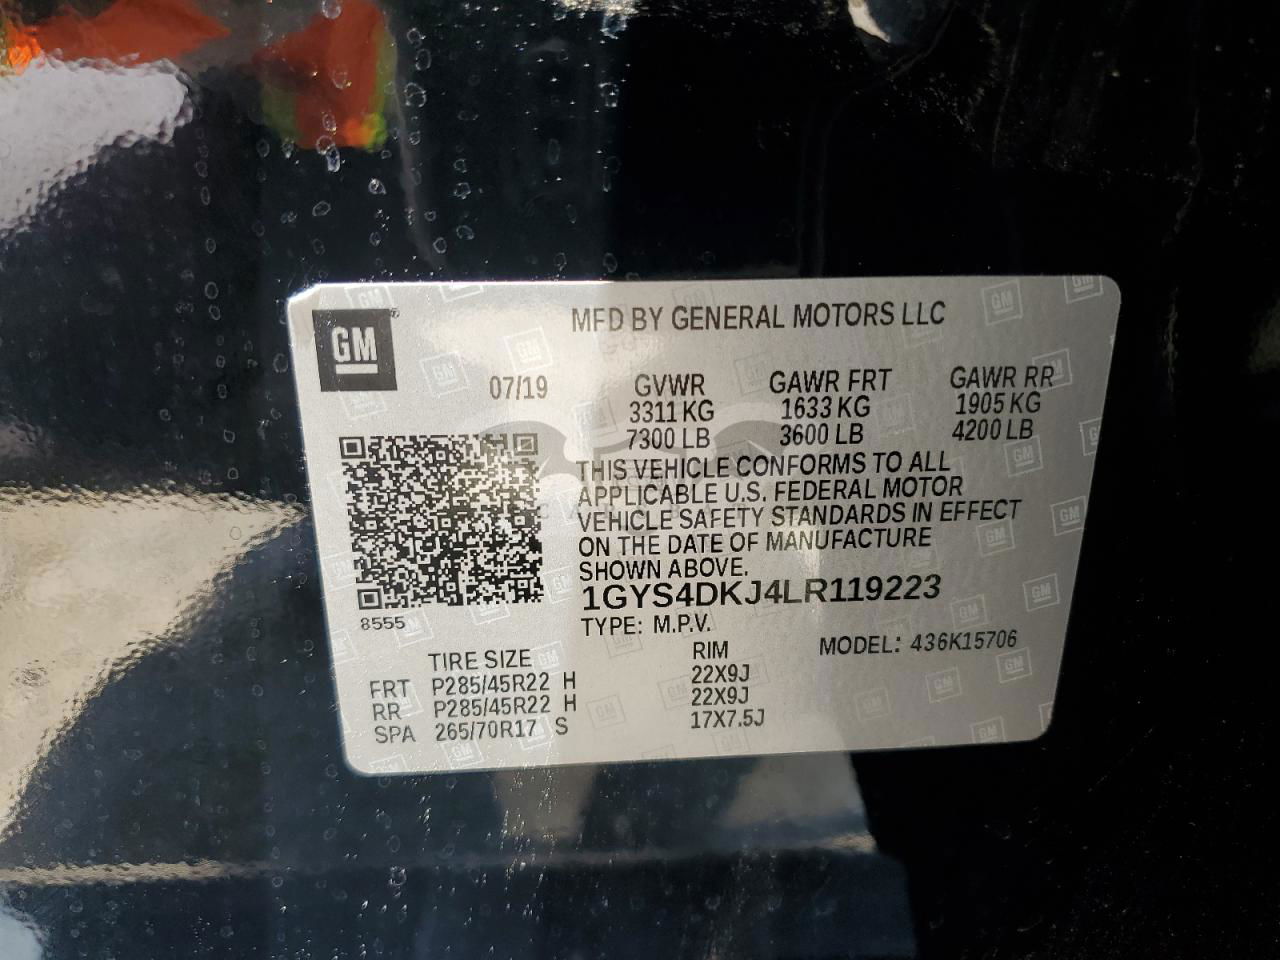 GM
MFD BY GENERAL MOTORS LLC
07/19 GVWR GAWR FRT GAWR RR
3311 KG 1633 KG 1905 KG
7300 LB 3600 LB 4200 LB
THIS VEHICLE CONFORMS TO ALL
APPLICABLE U.S. FEDERAL MOTOR
VEHICLE SAFETY STANDARDS IN EFFECT
ON THE DATE OF MANUFACTURE
SHOWN ABOVE.
1GYS4DKJ4LR119223
8555
TYPE: M.P.V.
MODEL: 436K15706
TIRE SIZE RIM
FRT P285/45R22 H 22X9J
RR P285/45R22 H 22X9J
SPA 265/70R17 S 17X7.5J